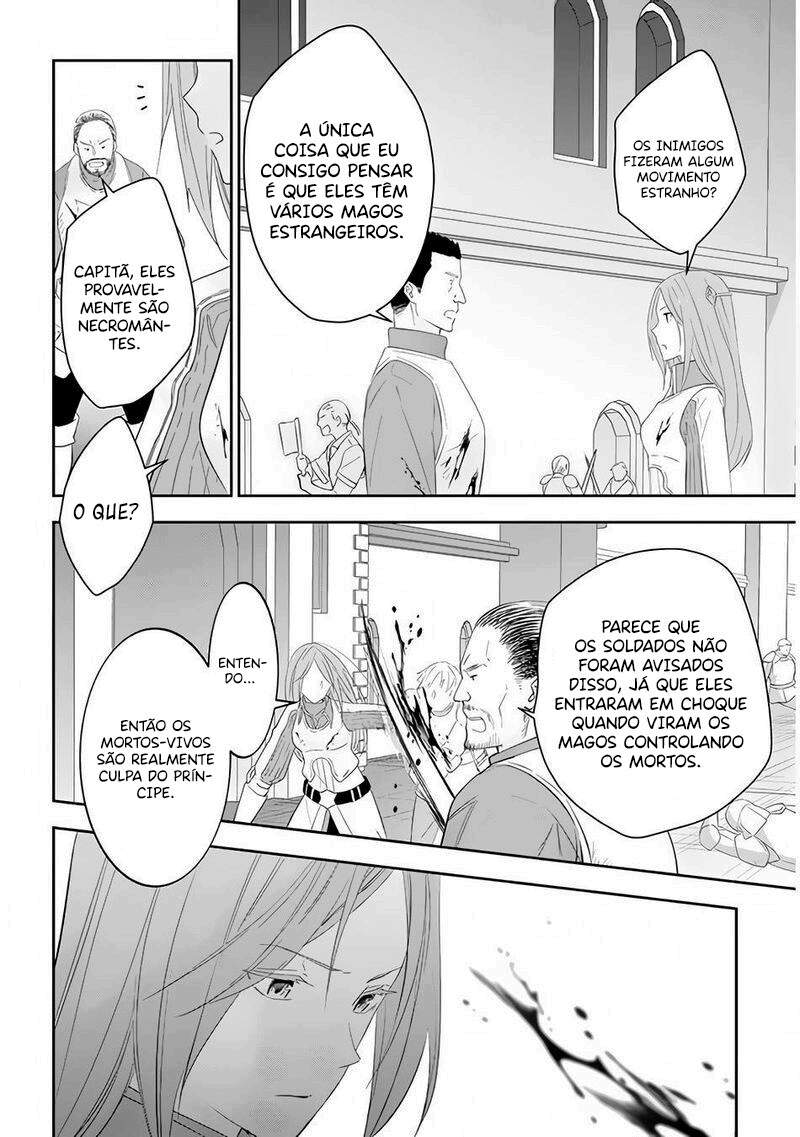 OS INIMIGOS
FIZERAM ALGUM
MOVIMENTO
ESTRANHO?
A ÚNICA
COISA QUE EU
CONSIGO PENSAR
É QUE ELES TÊM
VÁRIOS MAGOS
ESTRANGEIROS.
CAPITÃ, ELES
PROVAVEL-
MENTE SÃO
NECROMÂN-
TES.
O QUE?
PARECE QUE
OS SOLDADOS NÃO
FORAM AVISADOS
DISSO, JÁ QUE ELES
ENTRARAM EM CHOQUE
QUANDO VIRAM OS
MAGOS CONTROLANDO
OS MORTOS.
ENTEN-
DO...
ENTÃO OS
MORTOS-VIVOS
SÃO REALMENTE
CULPA DO PRÍN-
CIPE.